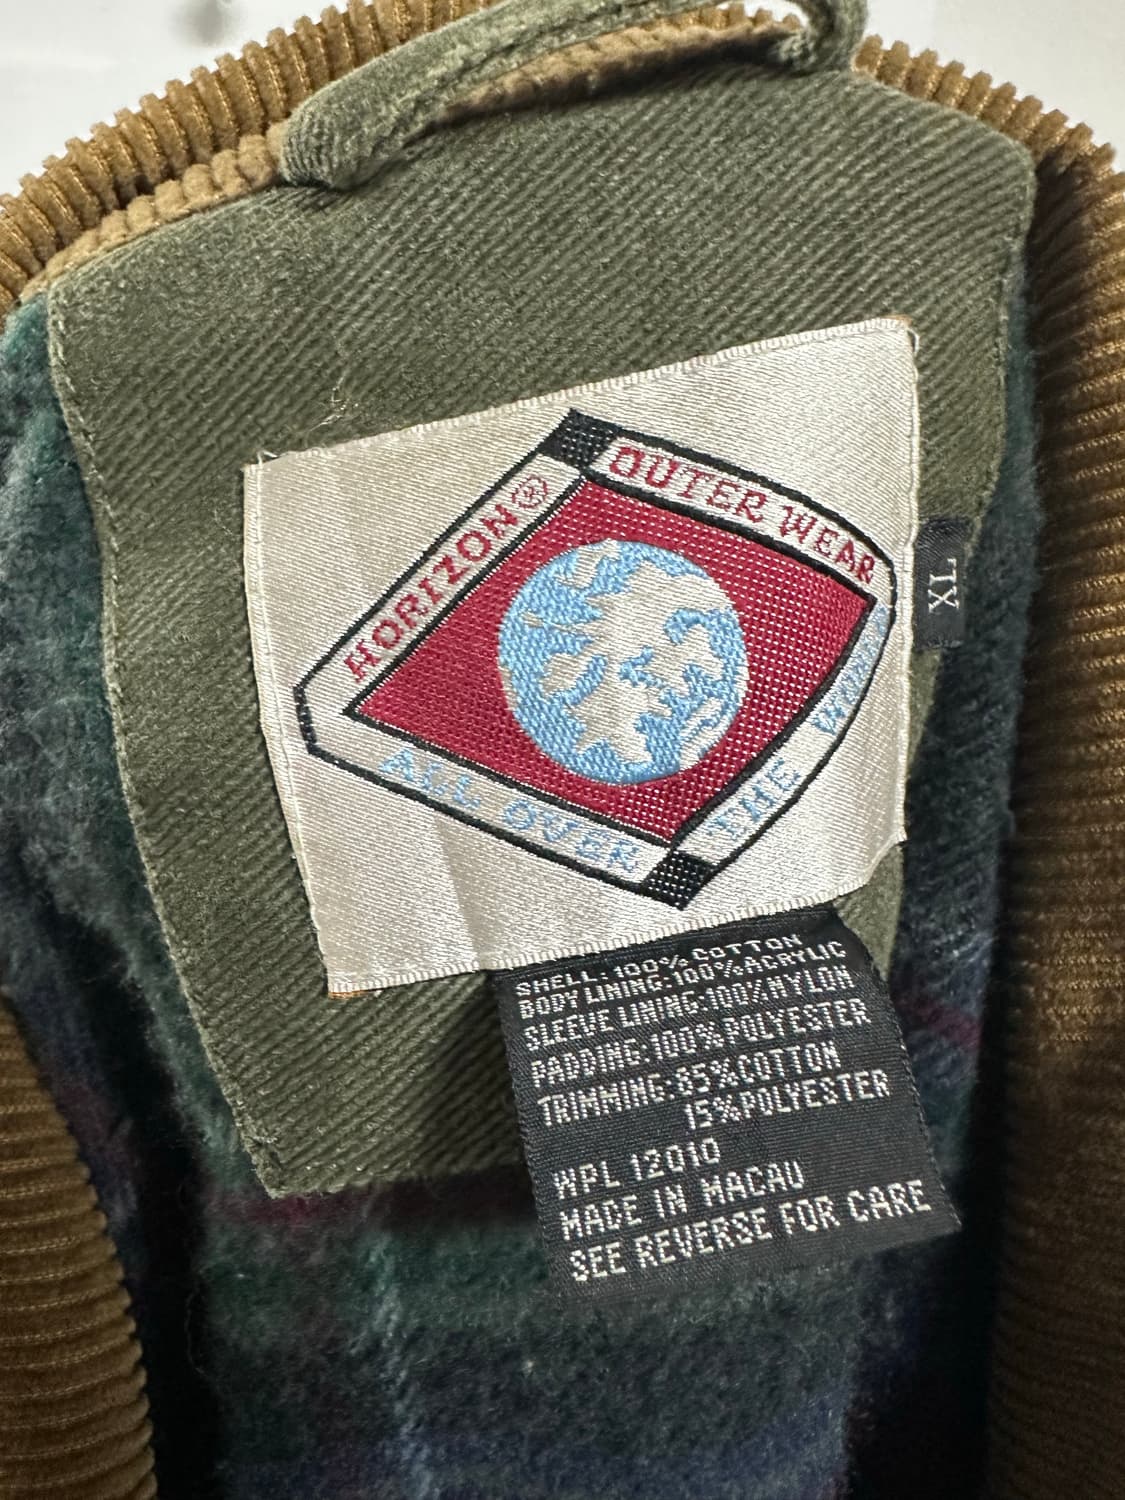 HORIZON®
OUTER WEAR
ALL OVER
THE WORLD
XL
SHELL:100%COTTON
BODY LINING:100%ACRYLIC
SLEEVE LINING:100%NYLON
PADDING:100%POLYESTER
TRIMMING:85%COTTON
15%POLYESTER
WPL 12010
MADE IN MACAU
SEE REVERSE FOR CARE